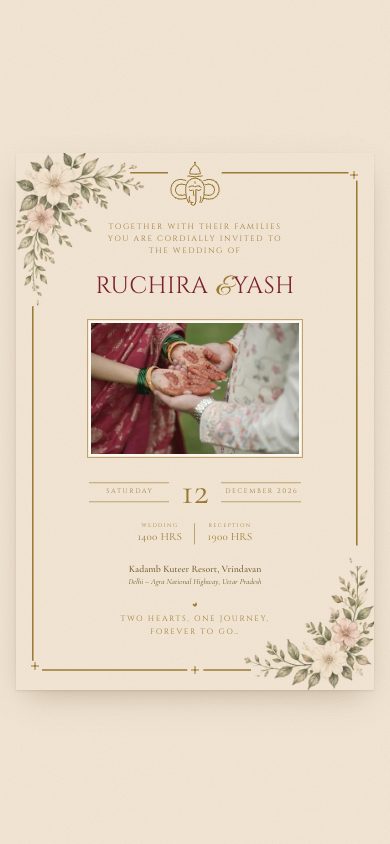 TOGETHER WITH THEIR FAMILIES
YOU ARE CORDIALLY INVITED TO
THE WEDDING OF
RUCHIRA & YASH
SATURDAY 12 DECEMBER 2026
WEDDING RECEPTION
1400 HRS 1900 HRS
Kadamb Kuteer Resort, Vrindavan
Delhi – Agra National Highway, Uttar Pradesh
TWO HEARTS, ONE JOURNEY,
FOREVER TO GO..